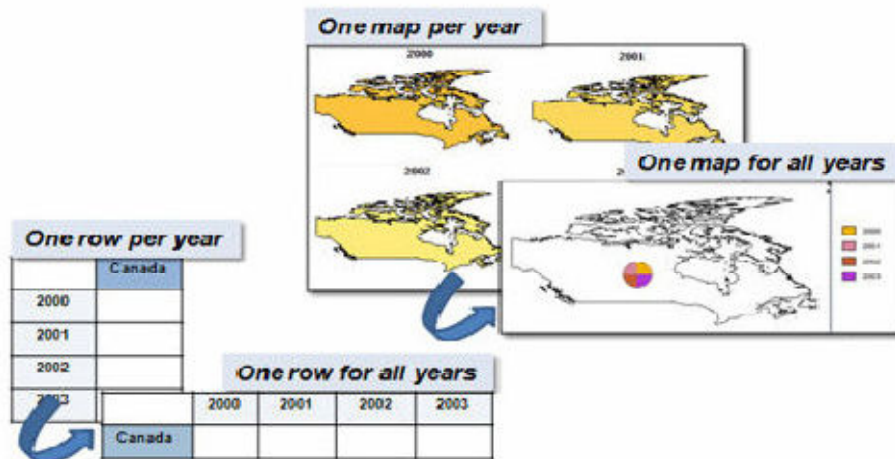 One map per year
2000
2001
2002
One map for all years
2000
2001
2002
2003
One row per year
Canada
2000
2001
2002
One row for all years
2000 2001 2002 2003
Canada